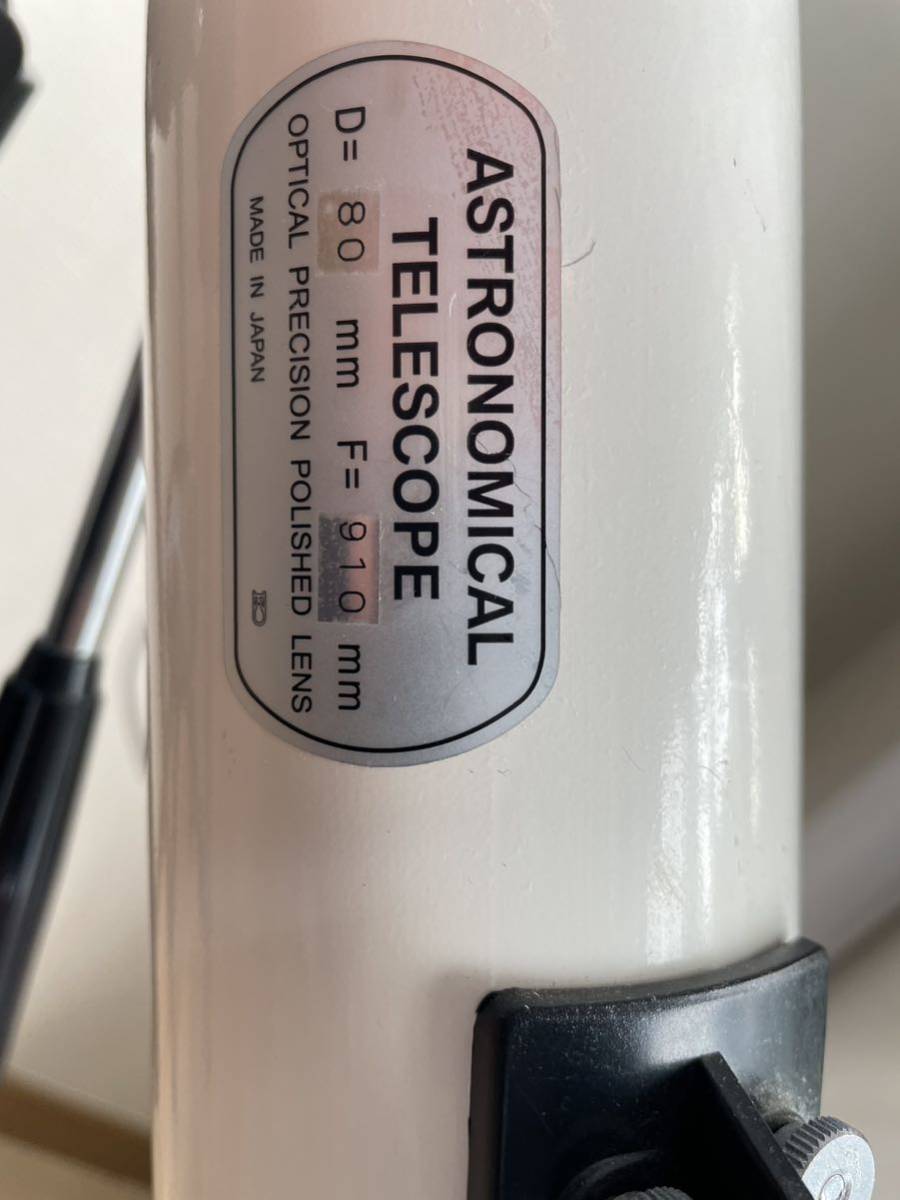 ASTRONOMICAL
TELESCOPE
D= 80 mm F= 910 mm
OPTICAL PRECISION POLISHED LENS
MADE IN JAPAN